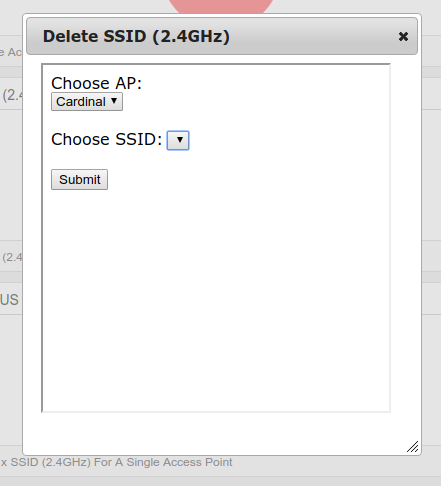 Delete SSID (2.4GHz)
e Ac
Choose AP:
(2.4
Cardinal
Choose SSID:
Submit
(2.4
US
x SSID (2.4GHz) For A Single Access Point